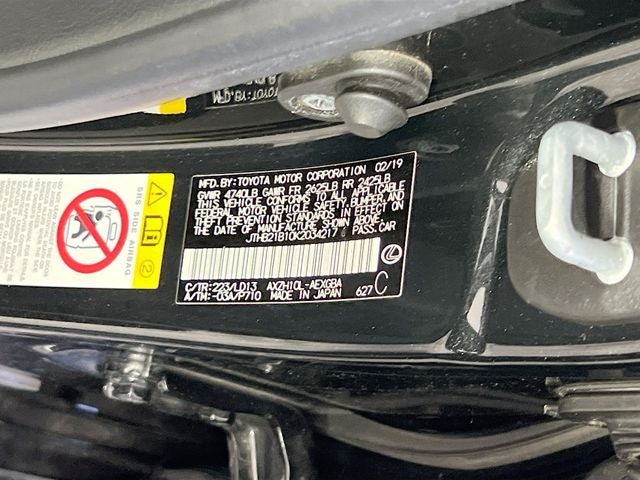 MFD.BY:TOYOTA MOTOR CORPORATION 02/19
GVWR 4740LB GAWR FR 2625LB RR 2425LB
THIS VEHICLE CONFORMS TO ALL APPLICABLE
FEDERAL MOTOR VEHICLE SAFETY,BUMPER,AND
THEFT PREVENTION STANDARDS IN EFFECT ON
THE DATE OF MANUFACTURE SHOWN ABOVE.
JTHB21B10K2034217 PASS.CAR
C/TR:223/LD13 AXZH10L-AEXGBA
A/TM:-03A/P710 MADE IN JAPAN 627 C
SRS SIDE AIRBAG
2